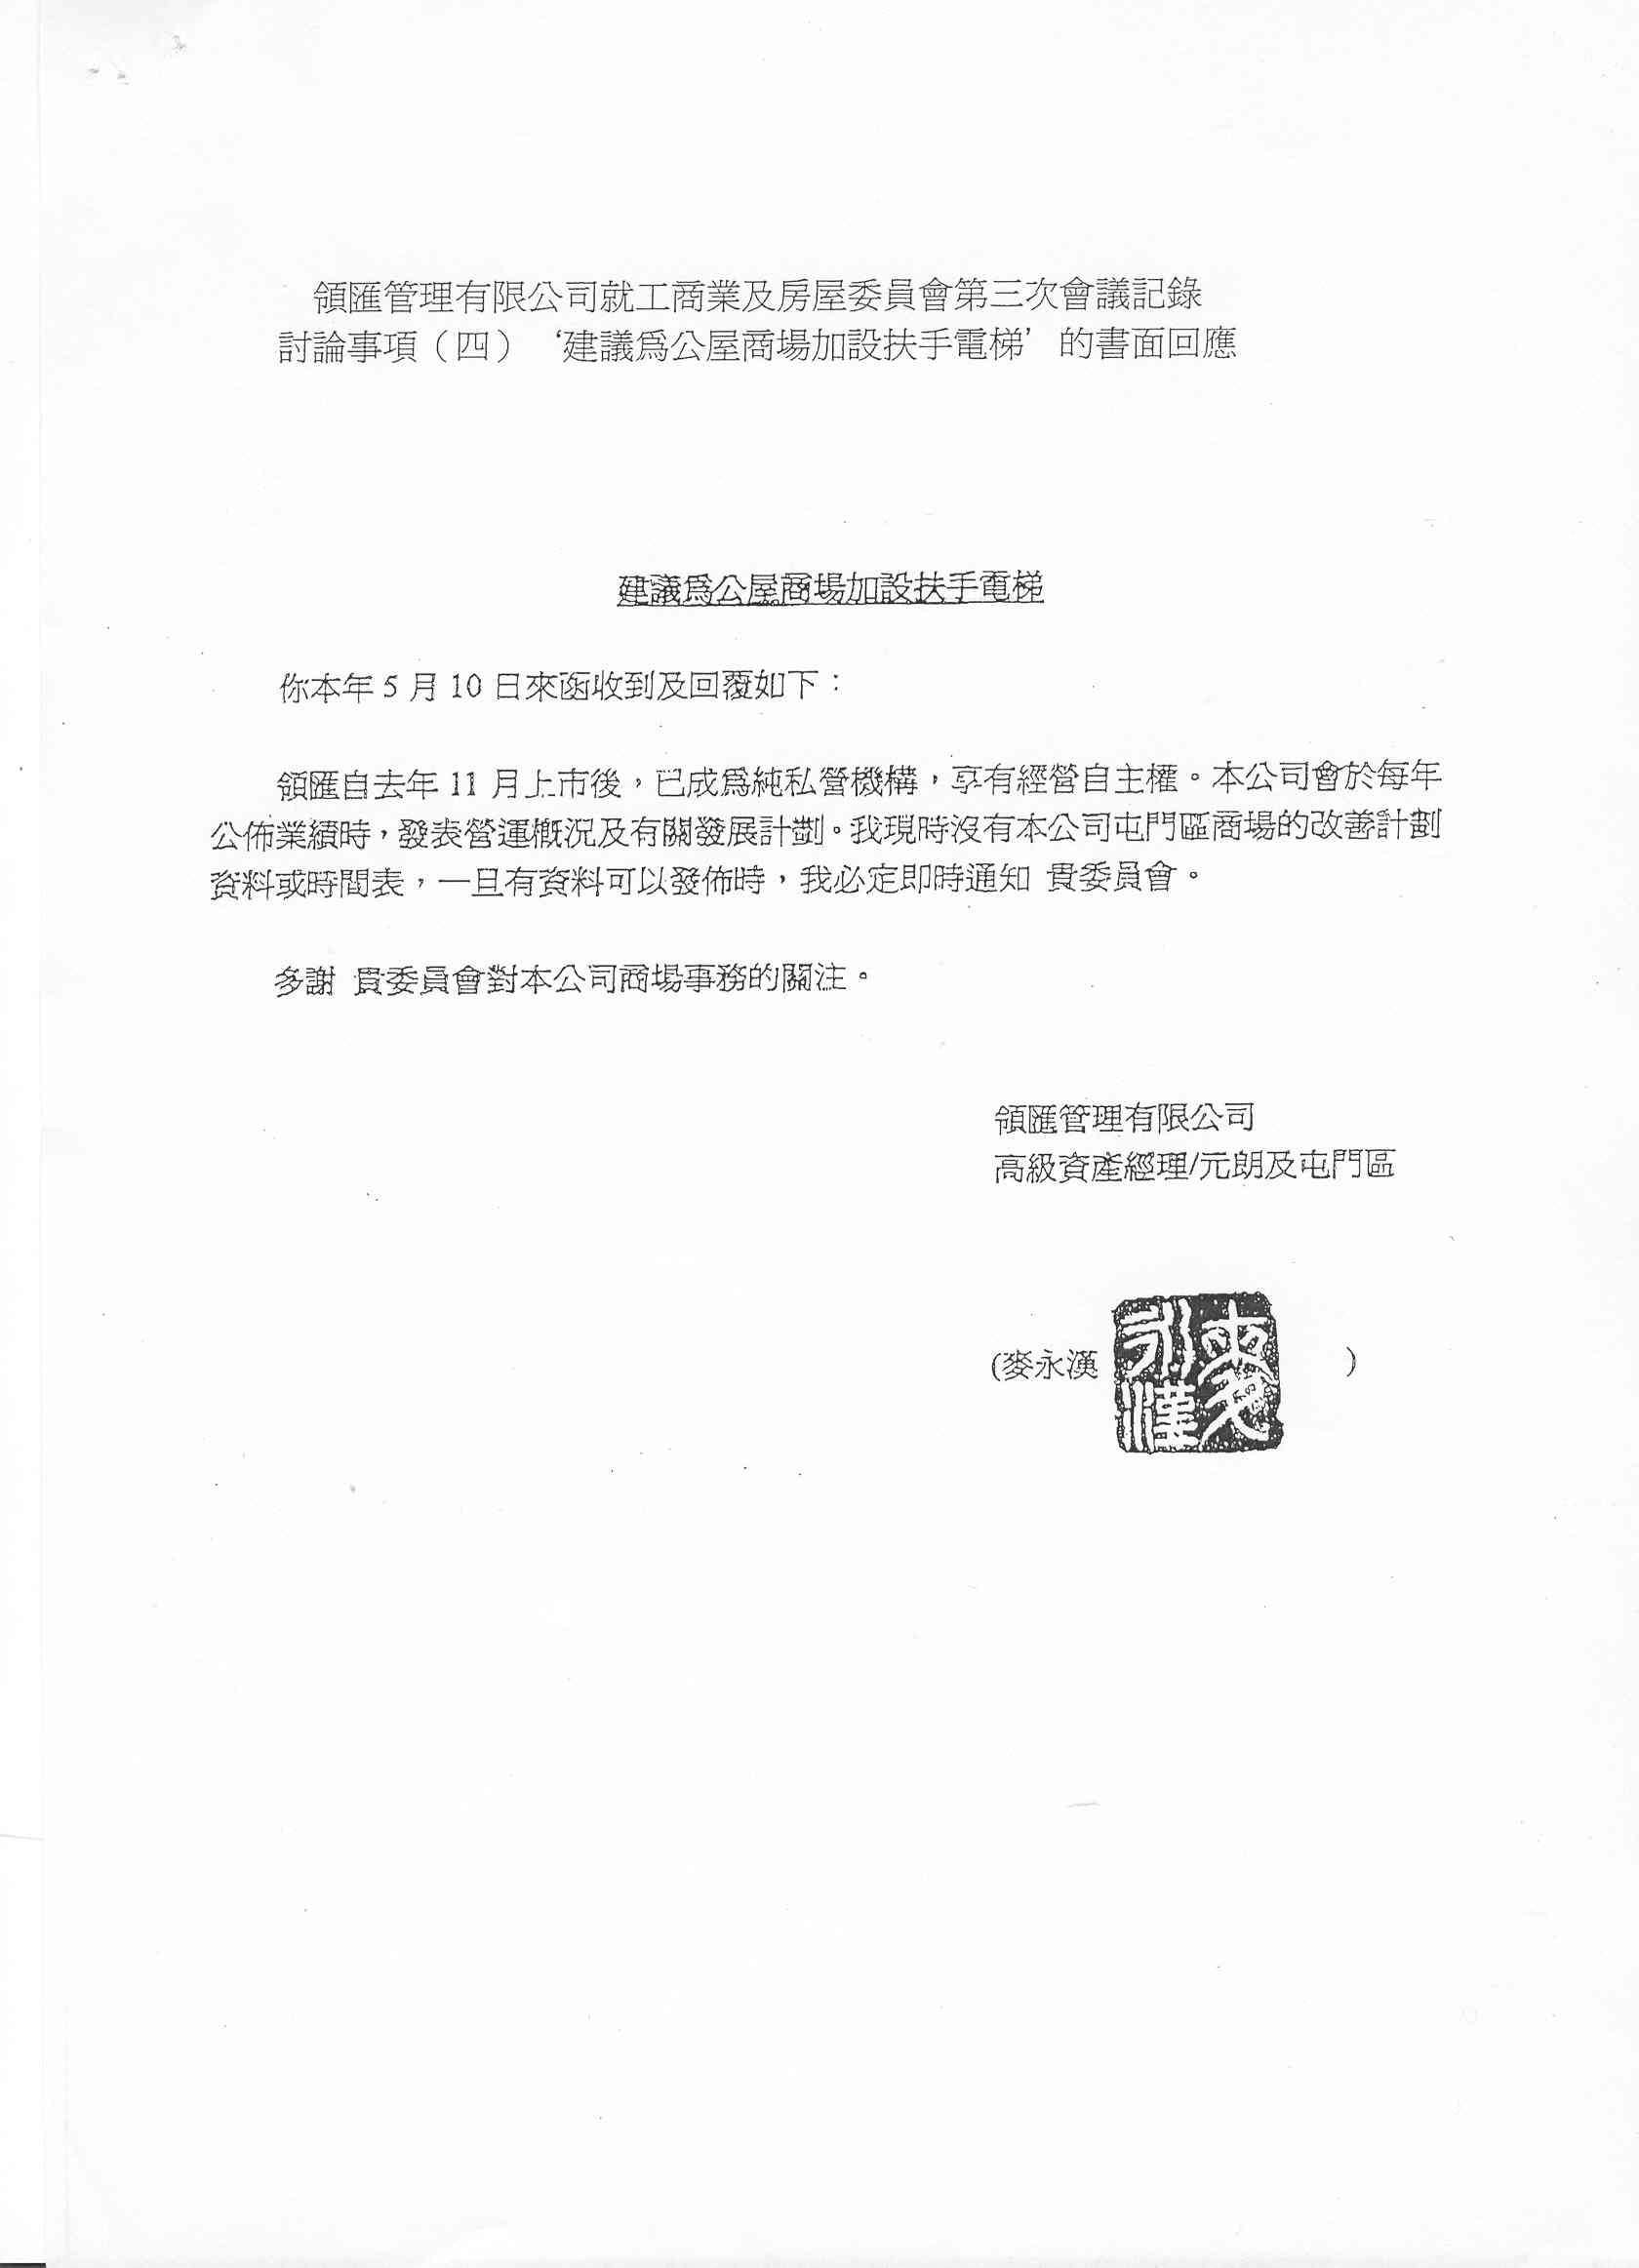 領匯管理有限公司就工商業及房屋委員會第三次會議記錄
討論事項（四）‘建議爲公屋商場加設扶手電梯’的書面回應
建議爲公屋商場加設扶手電梯
你本年 5 月 10 日來函收到及回覆如下：
領匯自去年 11 月上市後，已成爲純私營機構，享有經營自主權。本公司會於每年
公佈業績時，發表營運概況及有關發展計劃。我現時沒有本公司屯門區商場的改善計劃
資料或時間表，一旦有資料可以發佈時，我必定即時通知 貴委員會。
多謝 貴委員會對本公司商場事務的關注。
領匯管理有限公司
高級資產經理/元朗及屯門區
(麥永漢 )
麥永漢